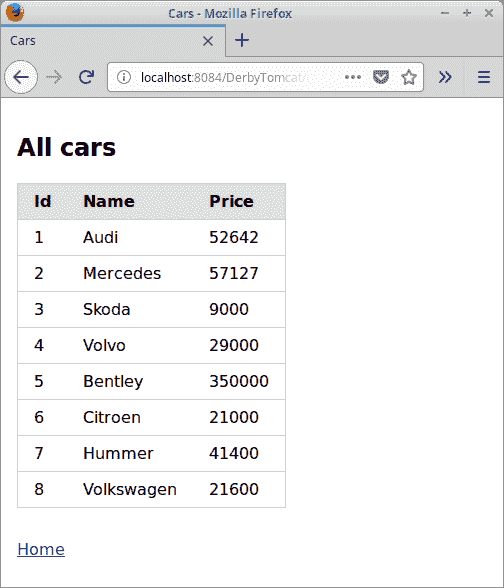 Cars - Mozilla Firefox
Cars
localhost:8084/DerbyTomcat/
All cars
Id Name Price
1 Audi 52642
2 Mercedes 57127
3 Skoda 9000
4 Volvo 29000
5 Bentley 350000
6 Citroen 21000
7 Hummer 41400
8 Volkswagen 21600
Home